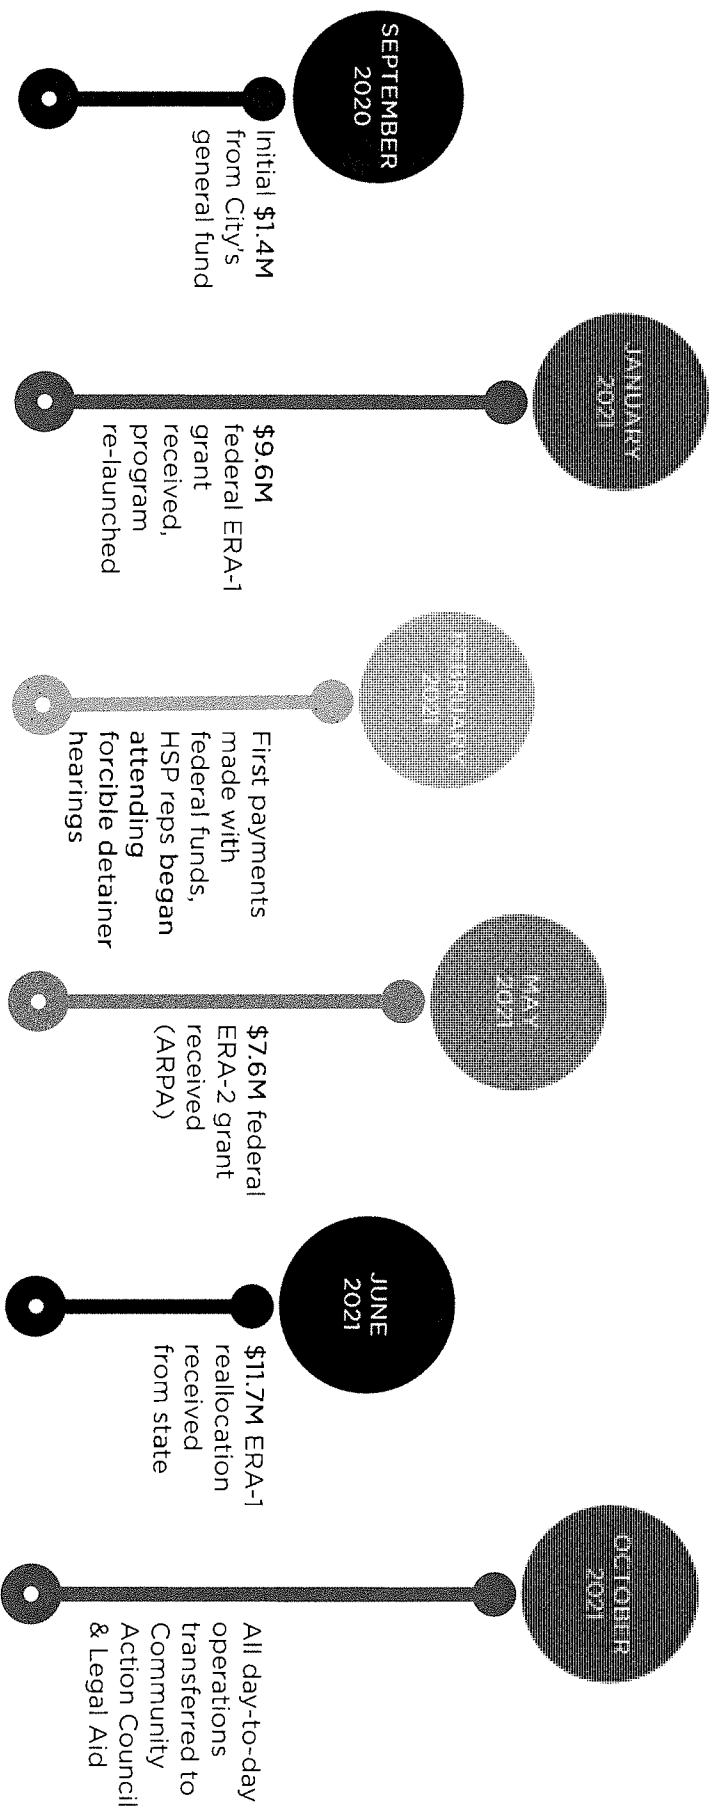 SEPTEMBER
2020
Initial $1.4M
from City's
general fund
JANUARY
2021
$9.6M
federal ERA-1
grant
received,
program
re-launched
FEBRUARY
2021
First payments
made with
federal funds,
HSP reps began
attending
forcible detainer
hearings
MAY
2021
$7.6M federal
ERA-2 grant
received
(ARPA)
JUNE
2021
$11.7M ERA-1
reallocation
received
from state
OCTOBER
2021
All day-to-day
operations
transferred to
Community
Action Council
& Legal Aid